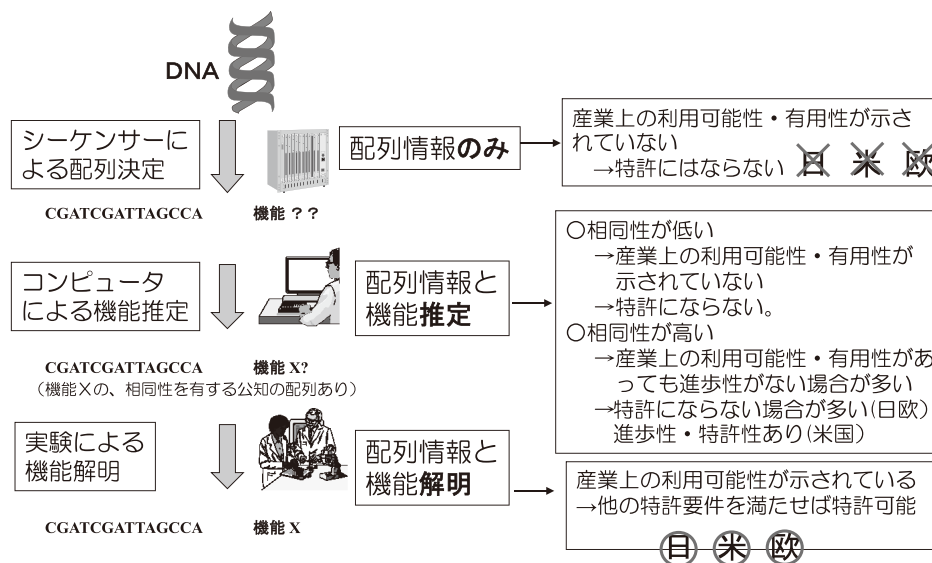 DNA
シーケンサーに
よる配列決定
配列情報のみ
産業上の利用可能性・有用性が示さ
れていない
→特許にはならない 日 米 欧
CGATCGATTAGCCA 機能 ? ?
コンピュータ
による機能推定
配列情報と
機能推定
○相同性が低い
→産業上の利用可能性・有用性が
示されていない
→特許にならない。
○相同性が高い
→産業上の利用可能性・有用性があ
っても進歩性がない場合が多い
→特許にならない場合が多い(日欧)
進歩性・特許性あり(米国)
CGATCGATTAGCCA 機能 X?
(機能Xの、相同性を有する公知の配列あり)
実験による
機能解明
配列情報と
機能解明
産業上の利用可能性が示されている
→他の特許要件を満たせば特許可能
日 米 欧
CGATCGATTAGCCA 機能 X